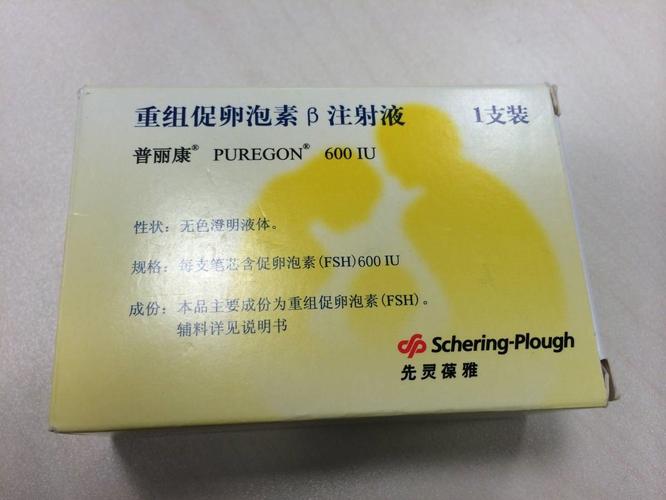 重组促卵泡素β注射液 1支装
普丽康® PUREGON® 600 IU
性状：无色澄明液体。
规格：每支笔芯含促卵泡素(FSH)600 IU
成份：本品主要成份为重组促卵泡素(FSH)。
辅料详见说明书
Schering-Plough
先灵葆雅